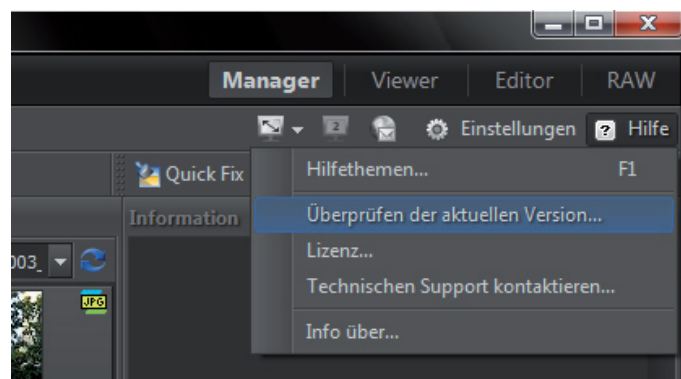 Manager Viewer Editor RAW
2 Einstellungen ? Hilfe
Quick Fix
Hilfethemen... F1
Information
Überprüfen der aktuellen Version...
003_
Lizenz...
Technischen Support kontaktieren...
JPG
Info über...